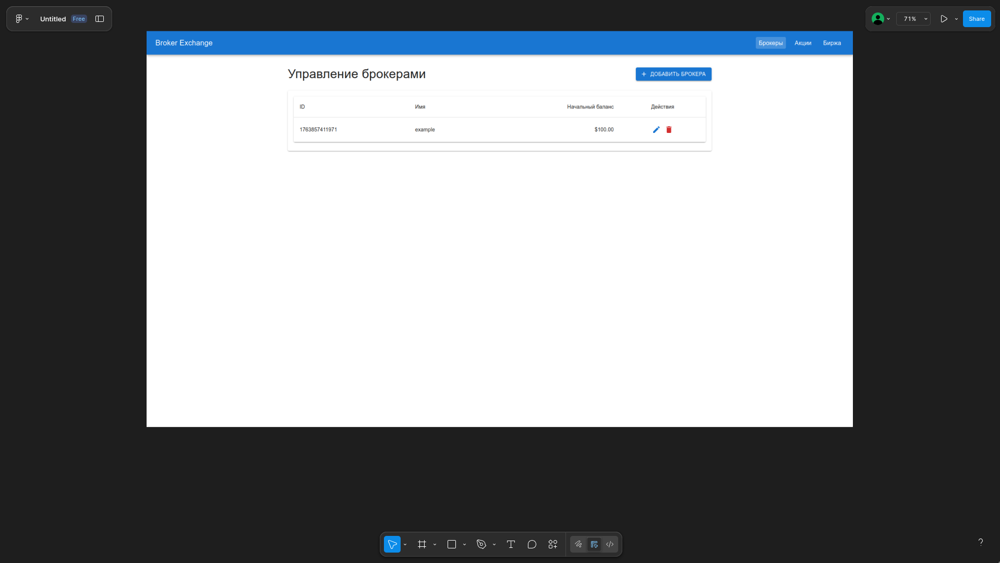 Untitled Free
71%
Share
Broker Exchange
Брокеры Акции Биржа
Управление брокерами
+ ДОБАВИТЬ БРОКЕРА
ID Имя Начальный баланс Действия
1763857411971 example $100.00
?